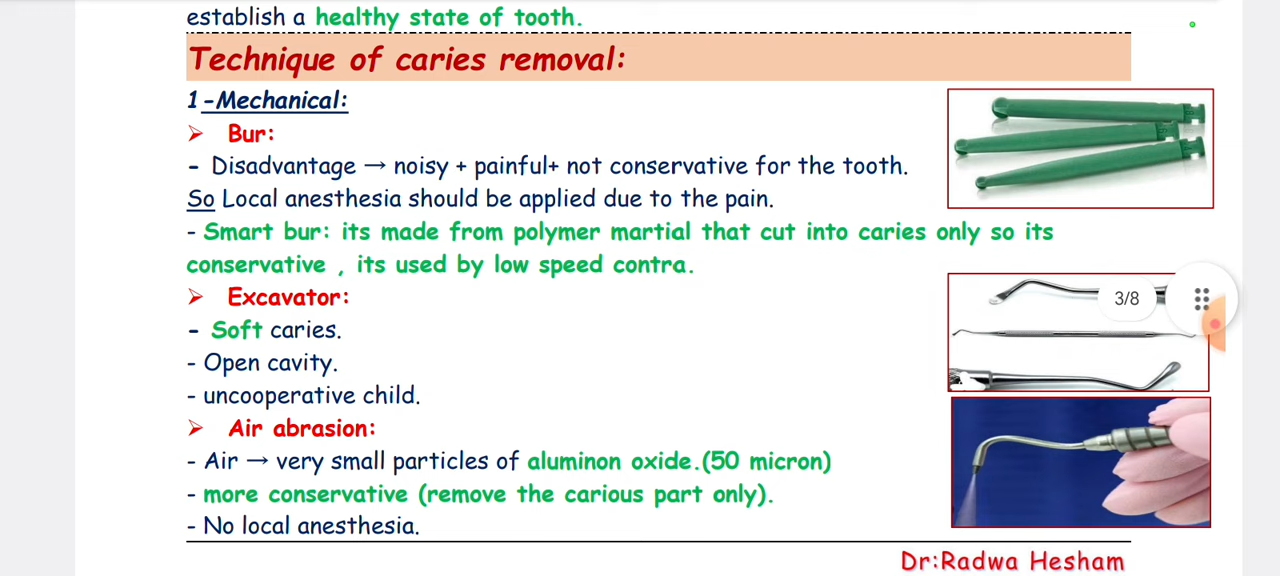 establish a healthy state of tooth.
Technique of caries removal:
1-Mechanical:
➢ Bur:
- Disadvantage → noisy + painful+ not conservative for the tooth.
So Local anesthesia should be applied due to the pain.
- Smart bur: its made from polymer martial that cut into caries only so its
conservative , its used by low speed contra.
➢ Excavator:
- Soft caries.
3/8
- Open cavity.
- uncooperative child.
➢ Air abrasion:
- Air → very small particles of aluminon oxide.(50 micron)
- more conservative (remove the carious part only).
- No local anesthesia.
Dr:Radwa Hesham